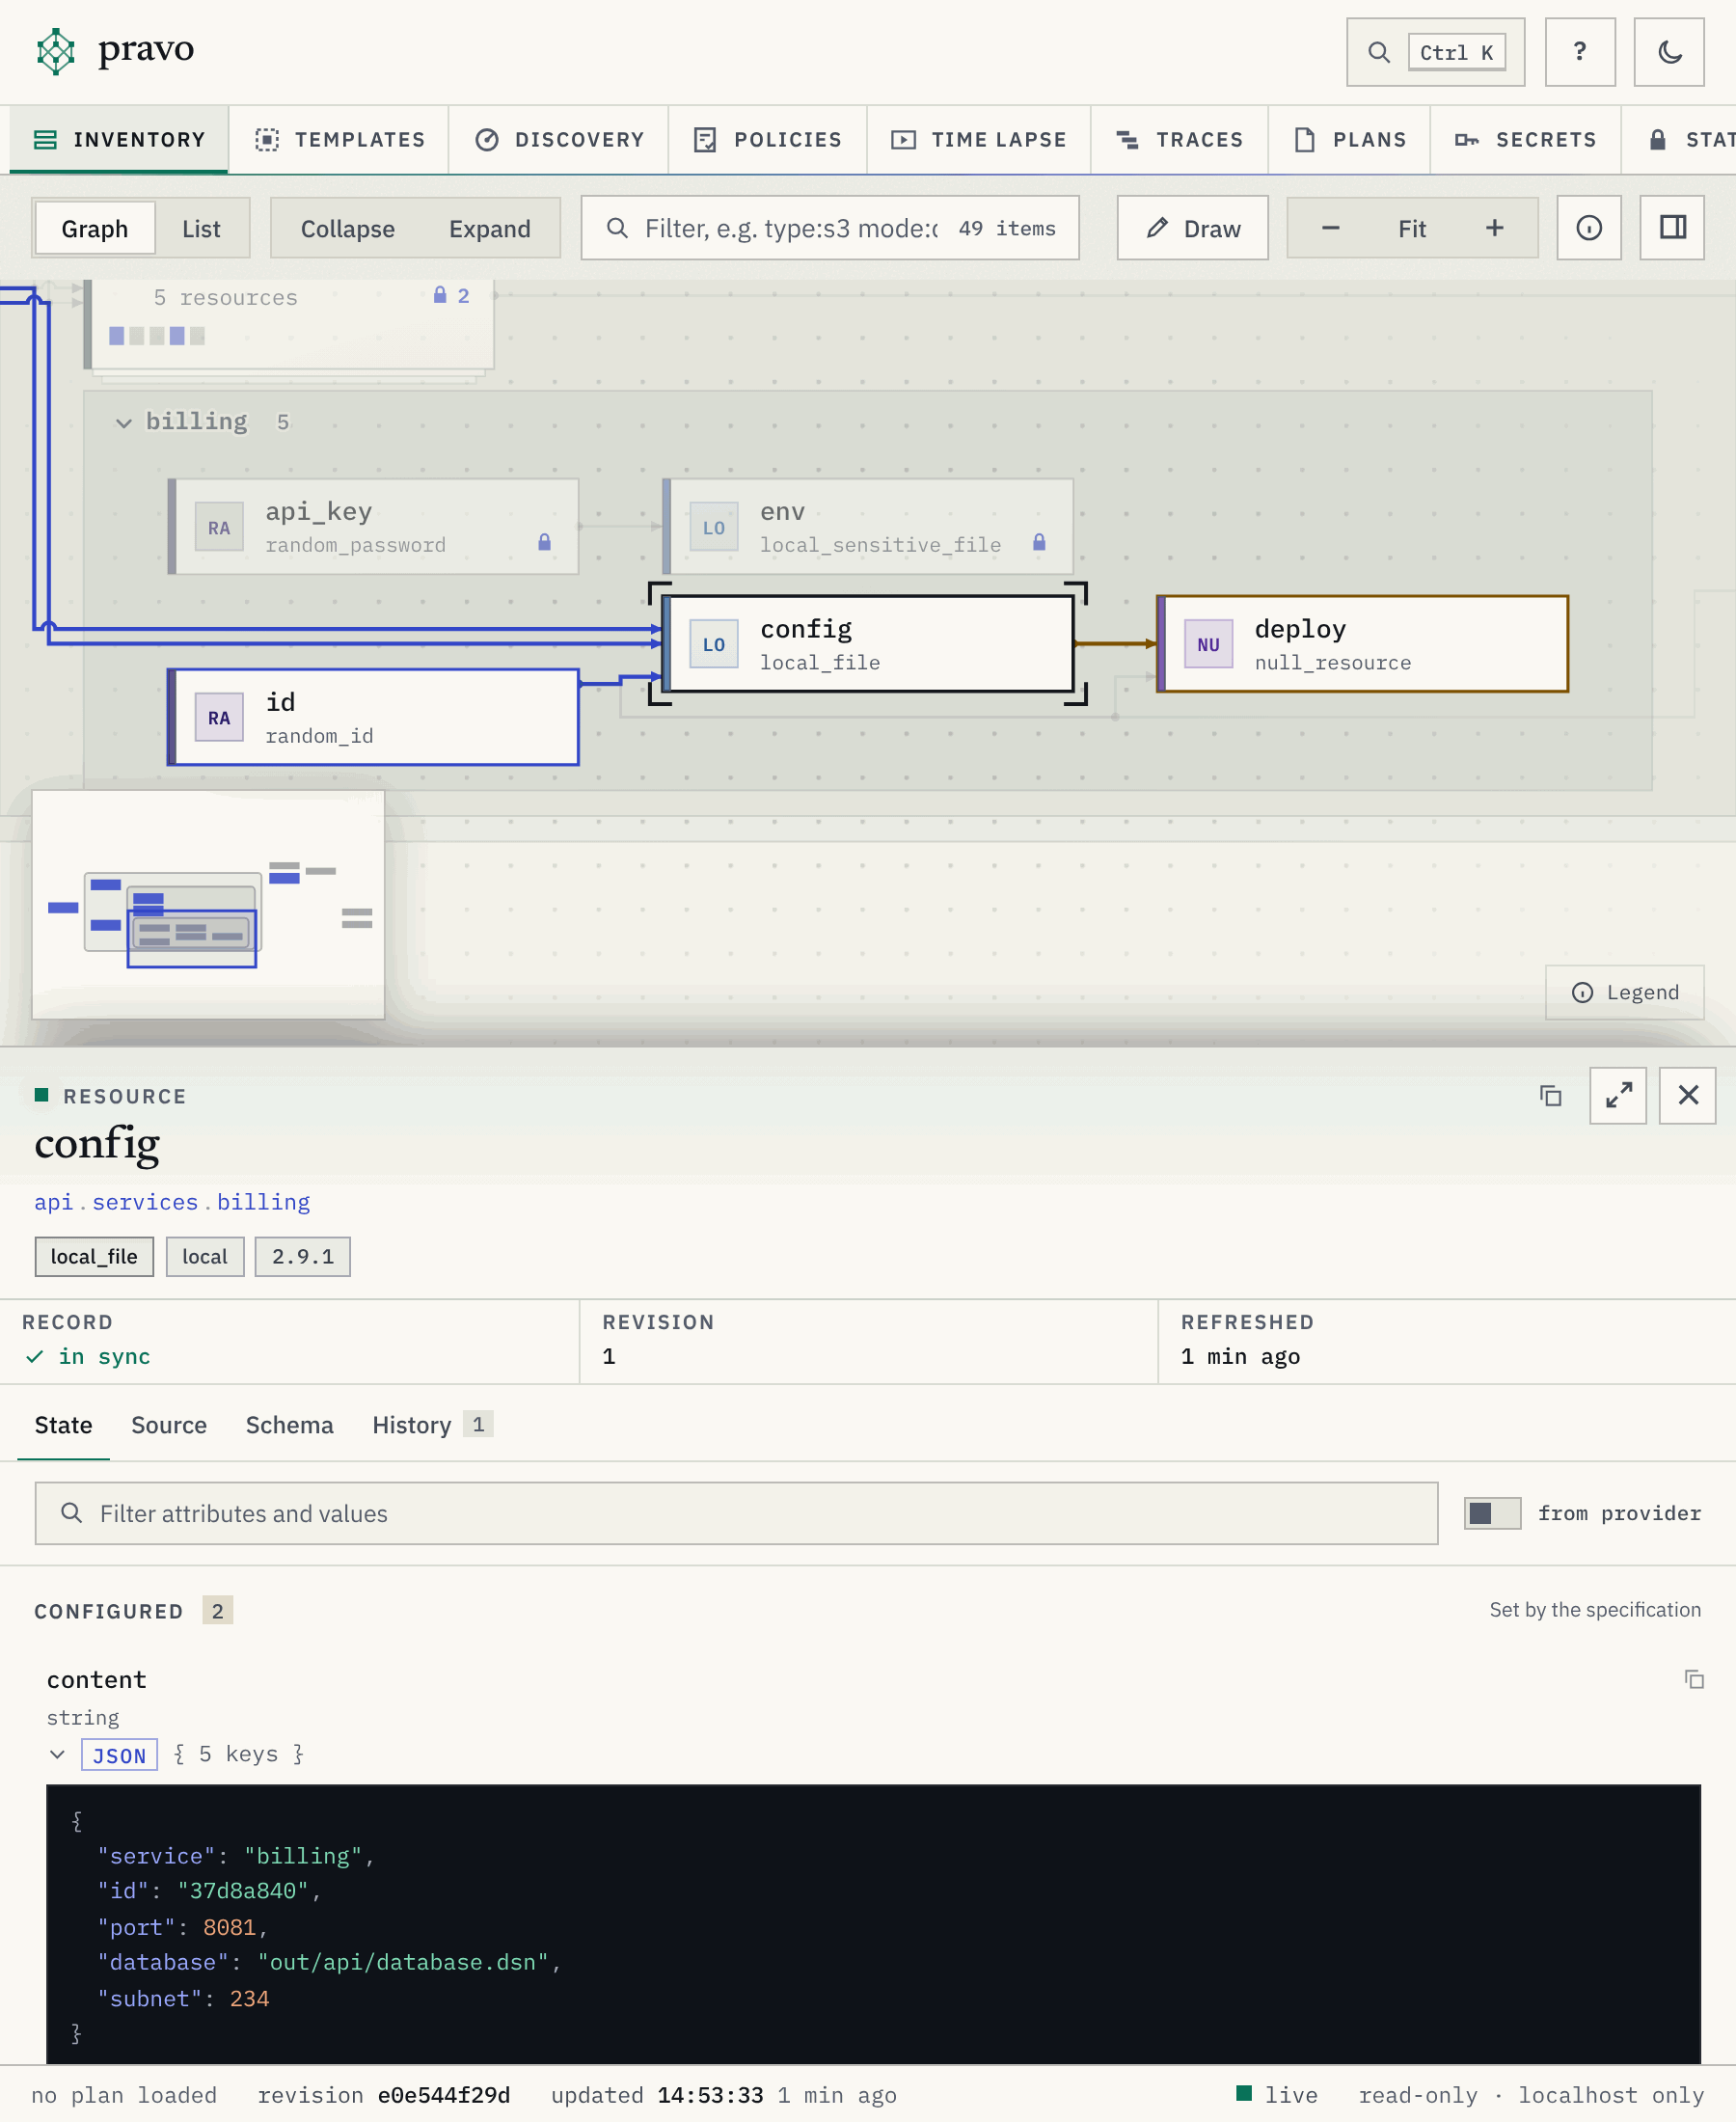 pravo
Ctrl K
?
INVENTORY
TEMPLATES
DISCOVERY
POLICIES
TIME LAPSE
TRACES
PLANS
SECRETS
STAT
Graph
List
Collapse
Expand
Filter, e.g. type:s3 mode:
49 items
Draw
− Fit +
5 resources
2
billing 5
RA
api_key
random_password
LO
env
local_sensitive_file
LO
config
local_file
NU
deploy
null_resource
RA
id
random_id
Legend
RESOURCE
config
api.services.billing
local_file
local
2.9.1
RECORD
in sync
REVISION
1
REFRESHED
1 min ago
State
Source
Schema
History 1
Filter attributes and values
from provider
CONFIGURED 2
Set by the specification
content
string
JSON { 5 keys }
{
"service": "billing",
"id": "37d8a840",
"port": 8081,
"database": "out/api/database.dsn",
"subnet": 234
}
no plan loaded
revision e0e544f29d
updated 14:53:33 1 min ago
live
read-only · localhost only